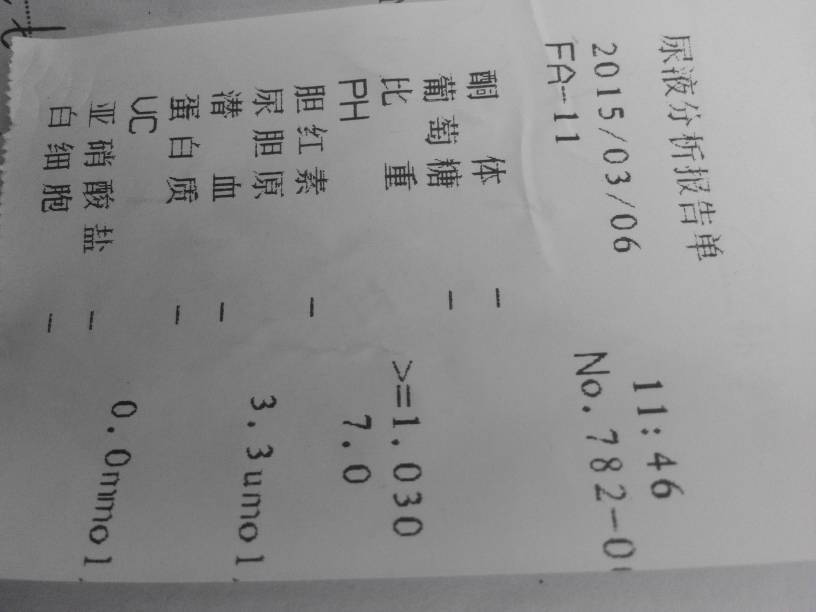 尿液分析报告单
2015/03/06 11:46
FA-11 No.782-0
酮 体 -
葡萄糖 -
比 重 >=1.030
PH 7.0
胆红素 -
尿胆原 3.3umol
潜 血 -
蛋白质 -
UC 0.0mmol
亚硝酸盐 -
白细胞 -